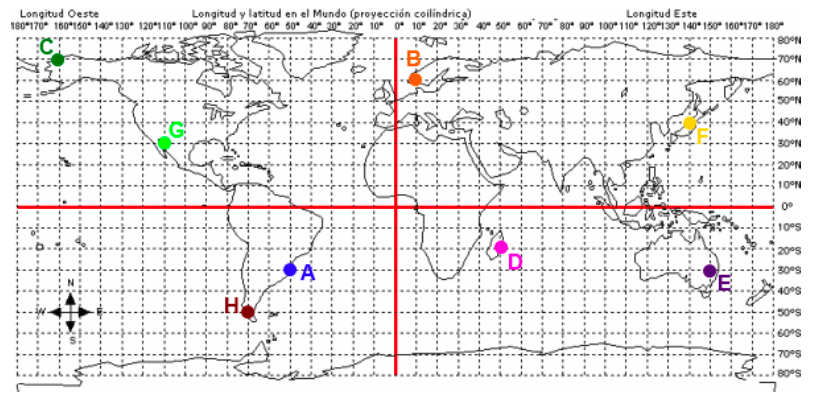 Longitud Oeste Longitud y latitud en el Mundo (proyección coilíndrica) Longitud Este
180° 170° 160° 150° 140° 130° 120° 110° 100° 90° 80° 70° 60° 50° 40° 30° 20° 10° 0° 10° 20° 30° 40° 50° 60° 70° 80° 90° 100° 110° 120° 130° 140° 150° 160° 170° 180°
C
B
80°N
70°N
60°N
50°N
G
F
40°N
30°N
20°N
10°N
0°
10°S
D
20°S
A
E
30°S
N
40°S
H
W E
50°S
S
60°S
70°S
80°S